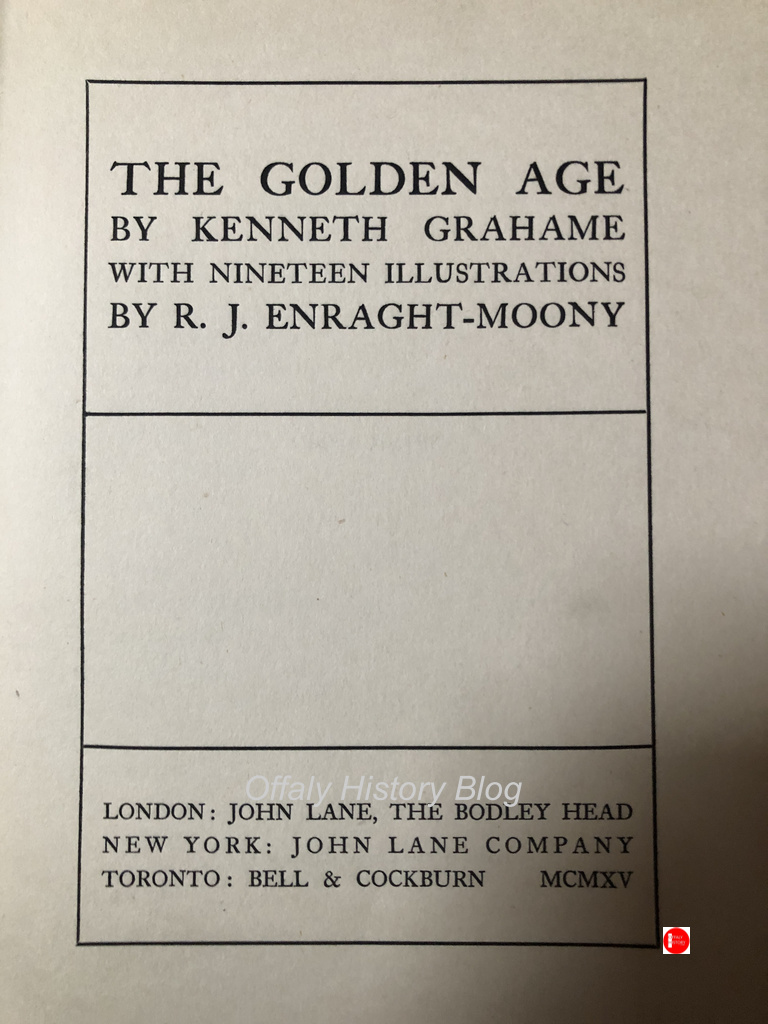 THE GOLDEN AGE
BY KENNETH GRAHAME
WITH NINETEEN ILLUSTRATIONS
BY R. J. ENRAGHT-MOONY
Offaly History Blog
LONDON: JOHN LANE, THE BODLEY HEAD
NEW YORK: JOHN LANE COMPANY
TORONTO: BELL & COCKBURN MCMXV